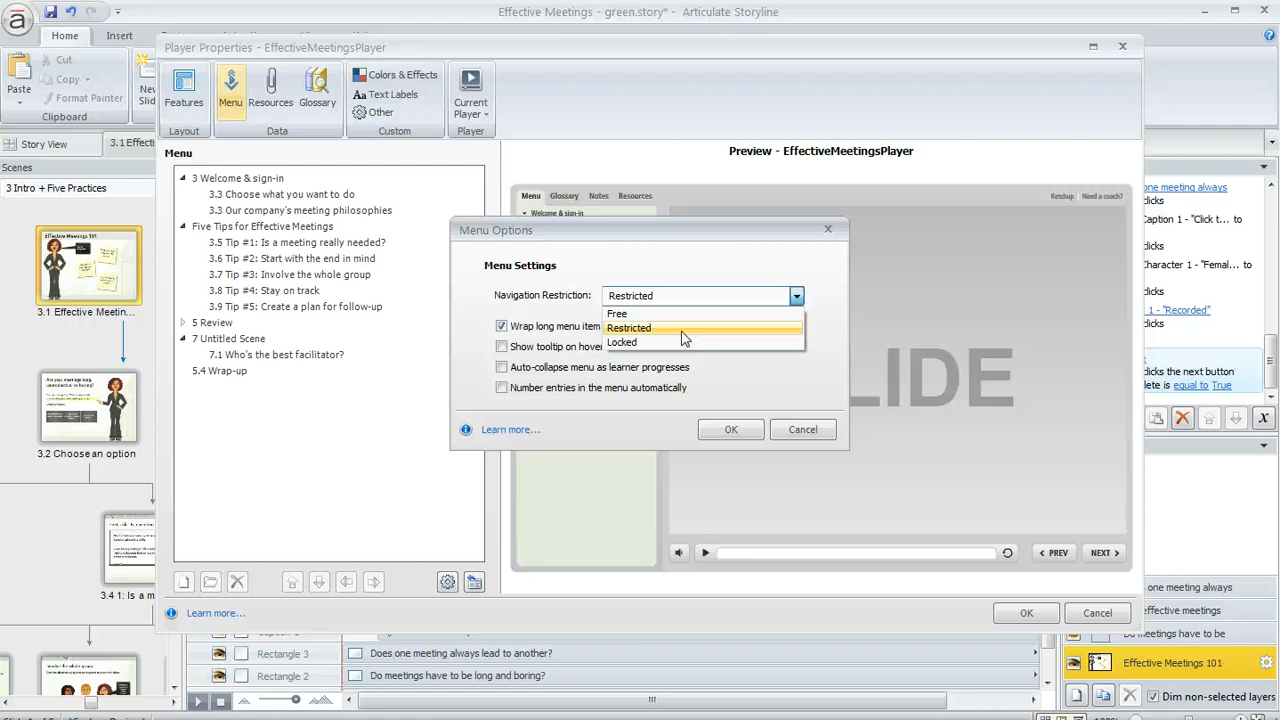 Effective Meetings - green.story* - Articulate Storyline
Home
Insert
Cut
Copy
Format Painter
Paste
Clipboard
New
Slid
Player Properties - EffectiveMeetingsPlayer
Features
Menu
Resources
Glossary
Colors & Effects
Text Labels
Other
Current
Player
Layout
Data
Custom
Player
Story View
3.1 Effecti
Scenes
3 Intro + Five Practices
3.1 Effective Meetin...
3.2 Choose an option
3.4 1: Is a m
Menu
3 Welcome & sign-in
3.3 Choose what you want to do
3.3 Our company's meeting philosophies
Five Tips for Effective Meetings
3.5 Tip #1: Is a meeting really needed?
3.6 Tip #2: Start with the end in mind
3.7 Tip #3: Involve the whole group
3.8 Tip #4: Stay on track
3.9 Tip #5: Create a plan for follow-up
5 Review
7 Untitled Scene
7.1 Who's the best facilitator?
5.4 Wrap-up
Learn more...
Preview - EffectiveMeetingsPlayer
Menu
Glossary
Notes
Resources
Ketchup
Need a coach?
Welcome & sign-in
LIDE
PREV
NEXT
OK
Cancel
Menu Options
Menu Settings
Navigation Restriction:
Restricted
Free
Restricted
Locked
Wrap long menu item
Show tooltip on hover
Auto-collapse menu as learner progresses
Number entries in the menu automatically
Learn more...
OK
Cancel
one meeting always
Caption 1 - "Click t... to
clicks
Character 1 - "Femal... to
clicks
1 - "Recorded"
clicks
clicks the next button
lete is equal to True
one meeting always
effective meetings
Do meetings have to be
Effective Meetings 101
Dim non-selected layers
Rectangle 3
Does one meeting always lead to another?
Rectangle 2
Do meetings have to be long and boring?